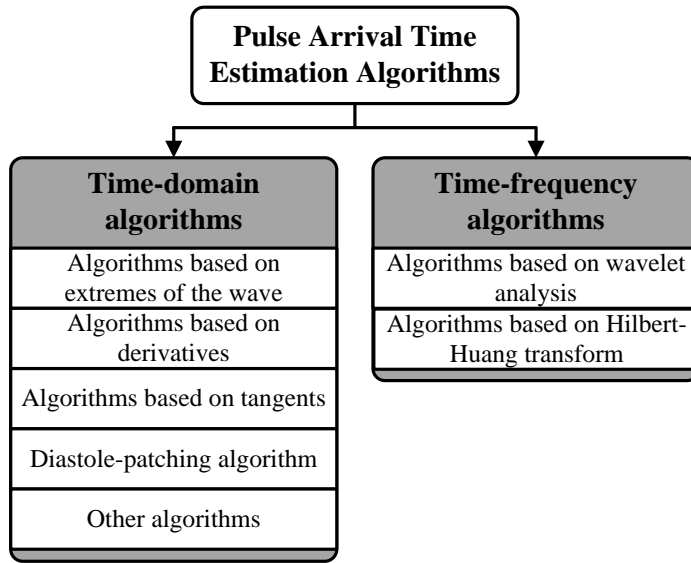 Pulse Arrival Time
Estimation Algorithms
Time-domain
algorithms
Algorithms based on
extremes of the wave
Algorithms based on
derivatives
Algorithms based on tangents
Diastole-patching algorithm
Other algorithms
Time-frequency
algorithms
Algorithms based on wavelet
analysis
Algorithms based on Hilbert-
Huang transform